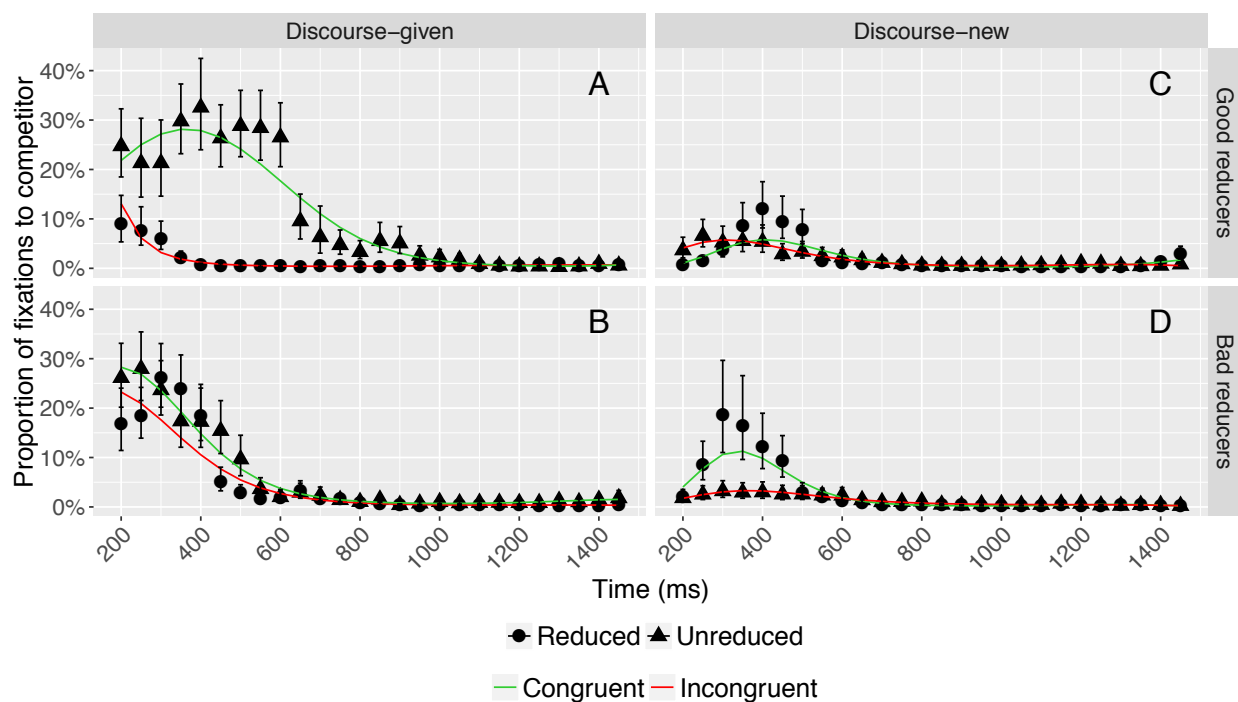 Discourse−given
Discourse−new
Proportion of fixations to competitor
40%
30%
20%
10%
0%
A
C
Good reducers
40%
30%
20%
10%
0%
B
D
Bad reducers
200
400
600
800
1000
1200
1400
200
400
600
800
1000
1200
1400
Time (ms)
Reduced Unreduced
Congruent Incongruent